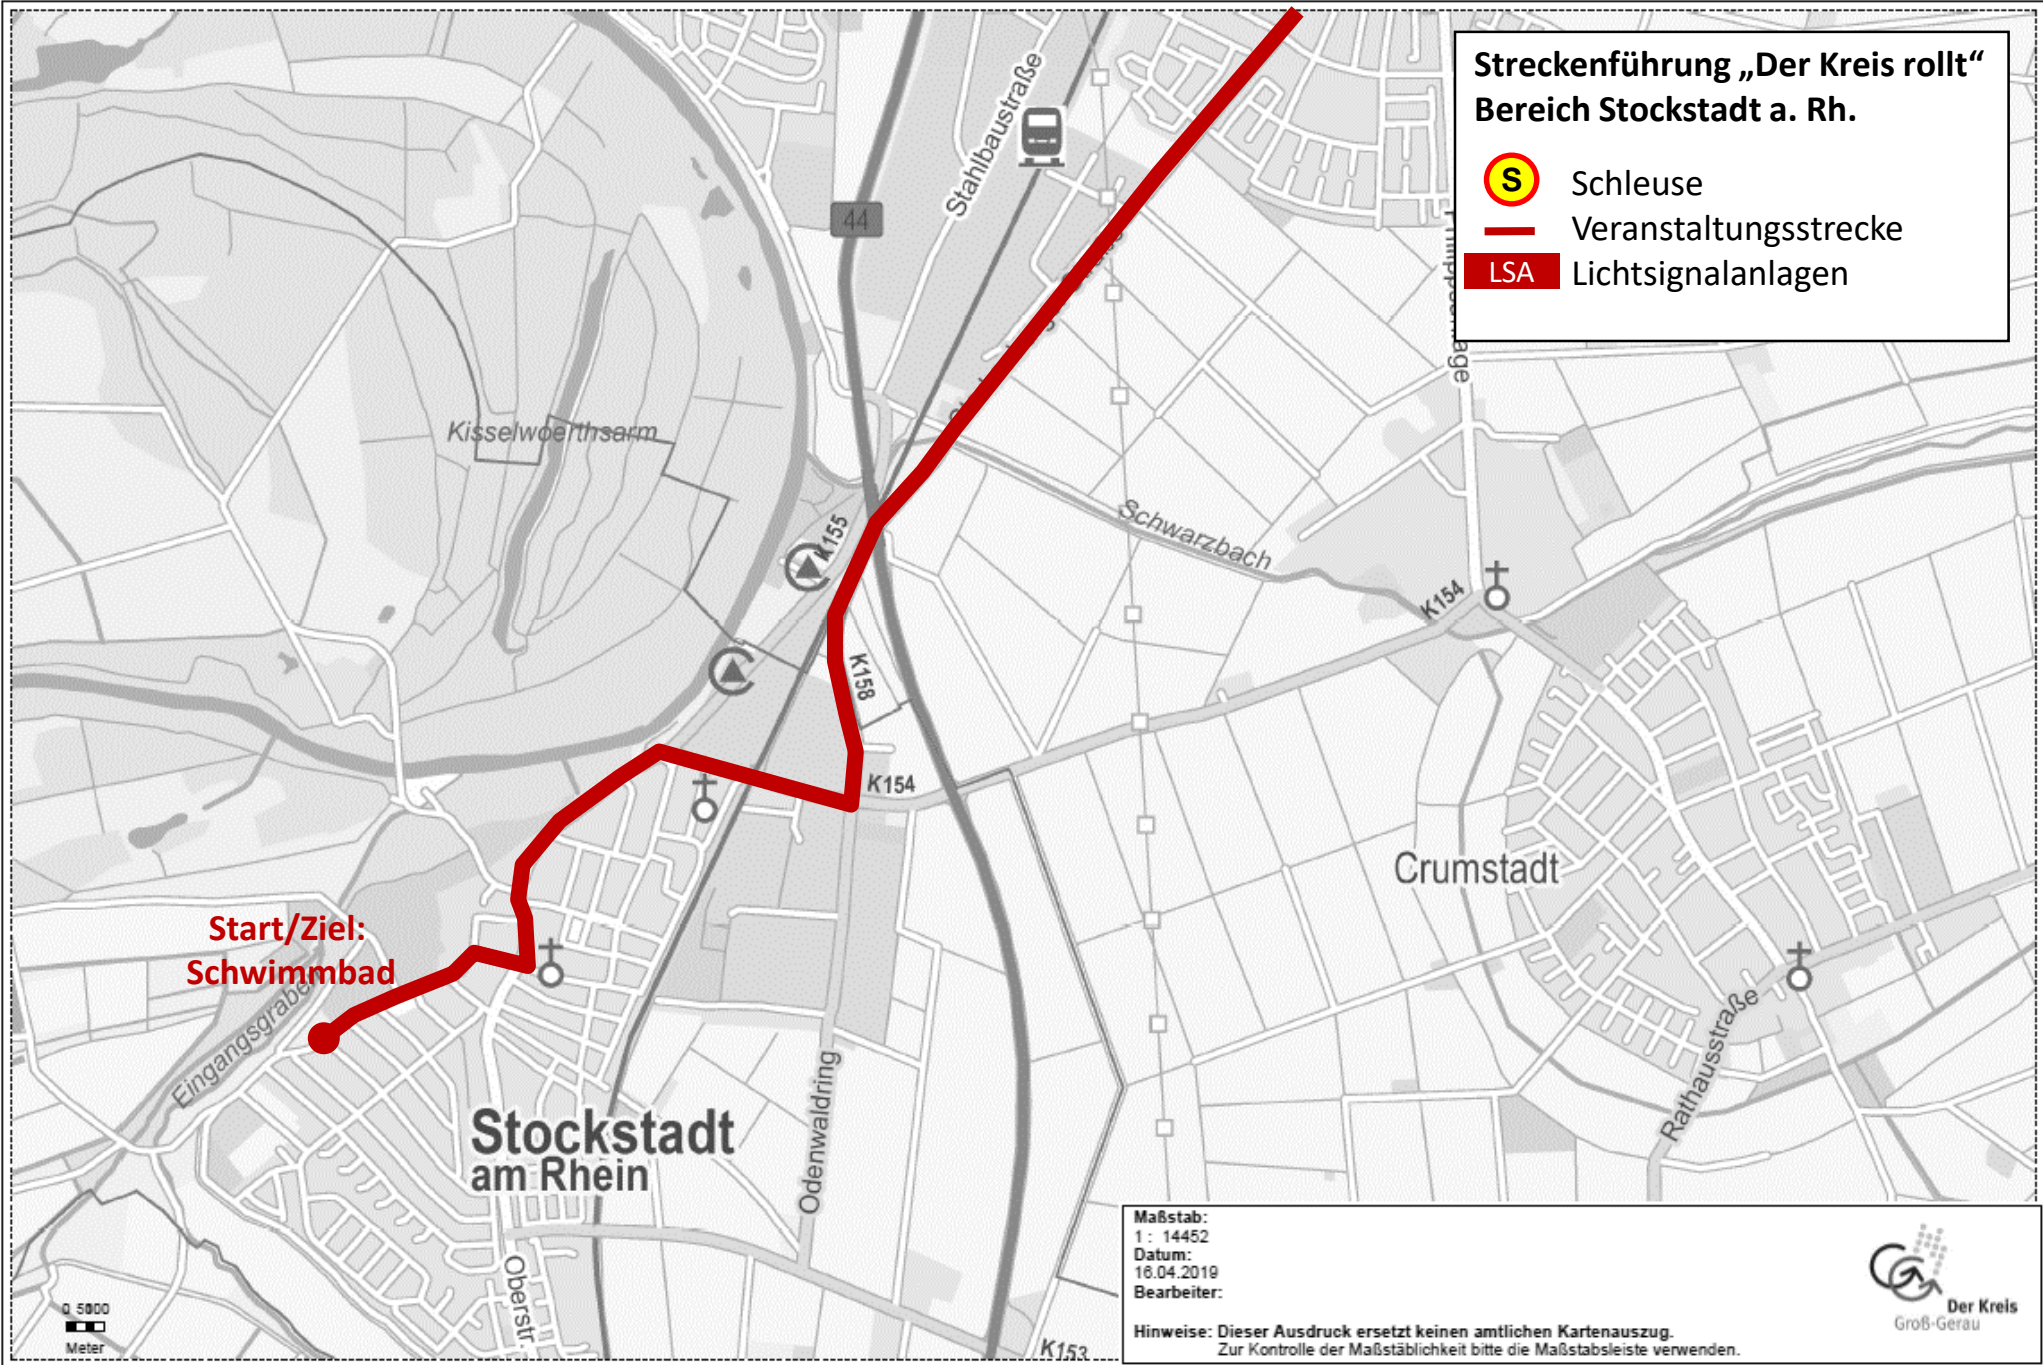 Streckenführung „Der Kreis rollt“
Bereich Stockstadt a. Rh.
S Schleuse
Veranstaltungsstrecke
LSA Lichtsignalanlagen
Stahlbaustraße
44
Kisselwoerthsarm
K155
Schwarzbach
K154
K158
K154
Crumstadt
Start/Ziel:
Schwimmbad
Eingangsgraben
Rathausstraße
Odenwaldring
Stockstadt
am Rhein
Oberstr.
K153
0 5000
Meter
Maßstab:
1 : 14452
Datum:
16.04.2019
Bearbeiter:
Hinweise: Dieser Ausdruck ersetzt keinen amtlichen Kartenauszug.
Zur Kontrolle der Maßstäblichkeit bitte die Maßstabsleiste verwenden.
Der Kreis
Groß-Gerau